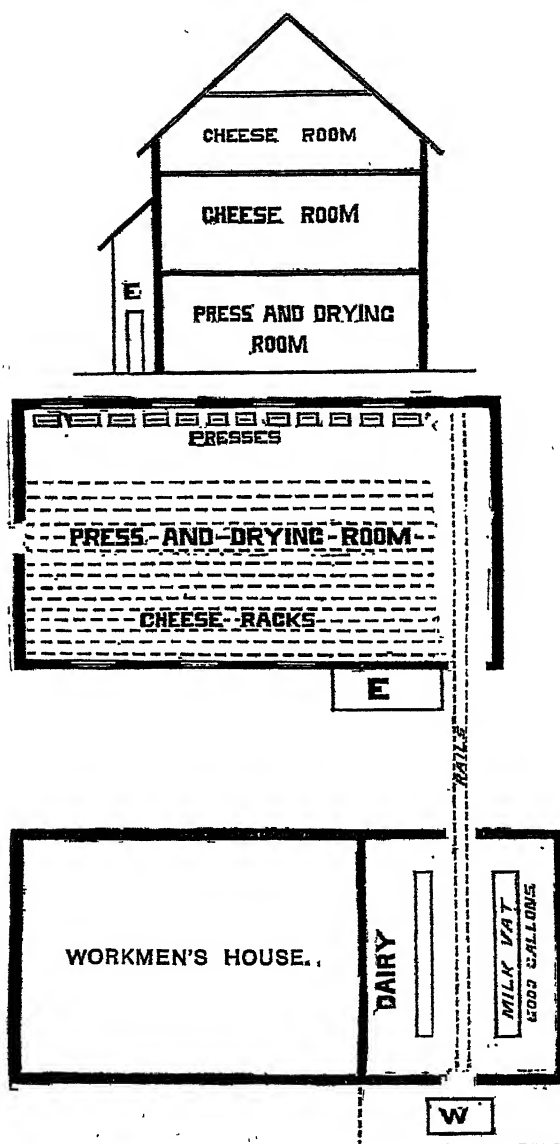 CHEESE ROOM
CHEESE ROOM
E
PRESS AND DRYING
ROOM
PRESSES
PRESS AND DRYING ROOM
CHEESE RACKS
E
RAILS
WORKMEN'S HOUSE.
DAIRY
MILK VAT
GALLONS
W